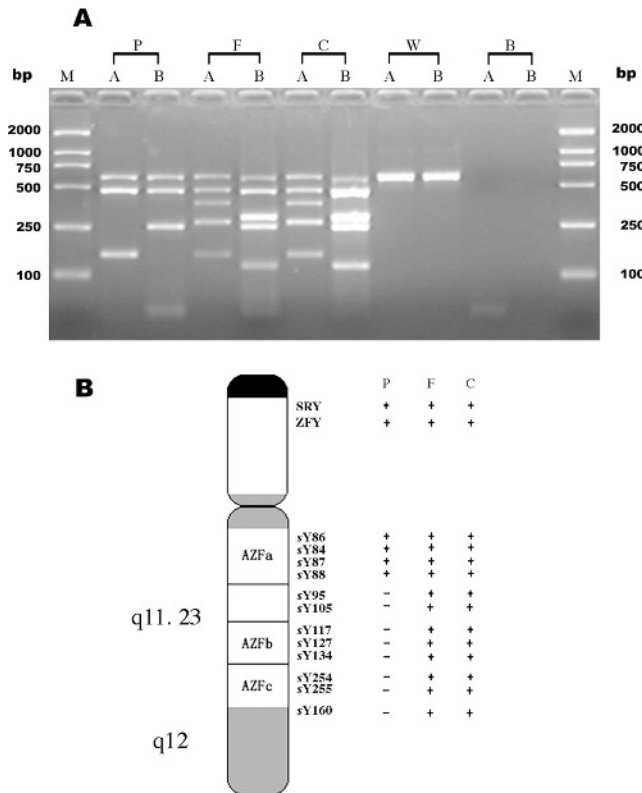 A
P F C W B
bp M A B A B A B A B A B M bp
2000 2000
1000 1000
750 750
500 500
250 250
100 100
B
P F C
SRY + + +
ZFY + + +
sY86 + + +
sY84 + + +
AZFa
sY87 + + +
sY88 + + +
sY95 - + +
sY105 - + +
q11. 23
sY117 - + +
AZFb sY127 - + +
sY134 - + +
sY254 - + +
AZFc sY255 - + +
sY160 - + +
q12